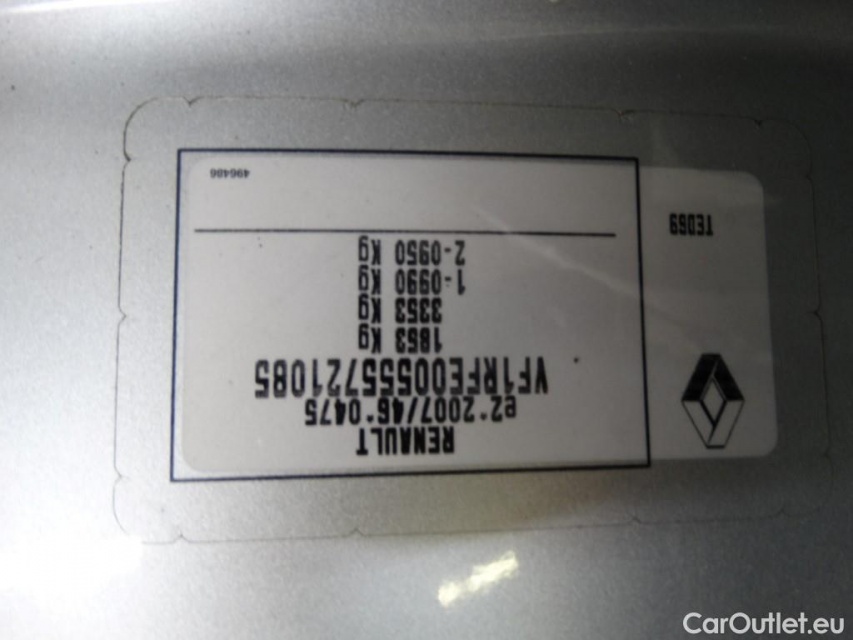 RENAULT
e2*2007/46*0475
VF1RFE00555721085
1853 Kg
3353 Kg
1-0990 Kg
2-0950 Kg
496486
TED69
CarOutlet.eu